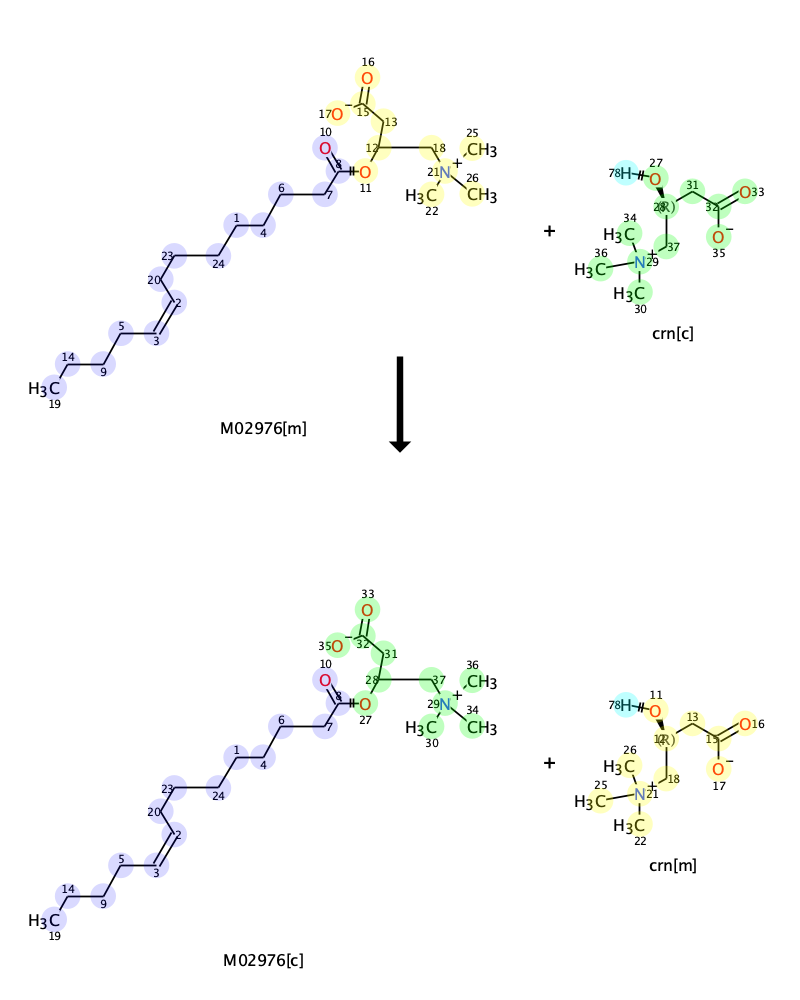 16
O
17O⁻ 15 13
10 25
O 8 12 18 CH3
O 21N⁺
11 26
CH3
6 7 H3C
22
1 4
23 24
20
2
5 3
14 9
H3C
19
M02976[m]
+
27
78H O 31 O33
28(R) 32
34
H3C O⁻
36 37 35
H3C N⁺29
H3C
30
crn[c]
33
O
35O⁻ 32 31
10 36
O 8 28 37 CH3
O 29N⁺
27 34
CH3
6 7 H3C
30
1 4
23 24
20
2
5 3
14 9
H3C
19
M02976[c]
+
11
78H O 13 O16
12(R) 15
26
H3C O⁻
25 18 17
H3C N⁺21
H3C
22
crn[m]